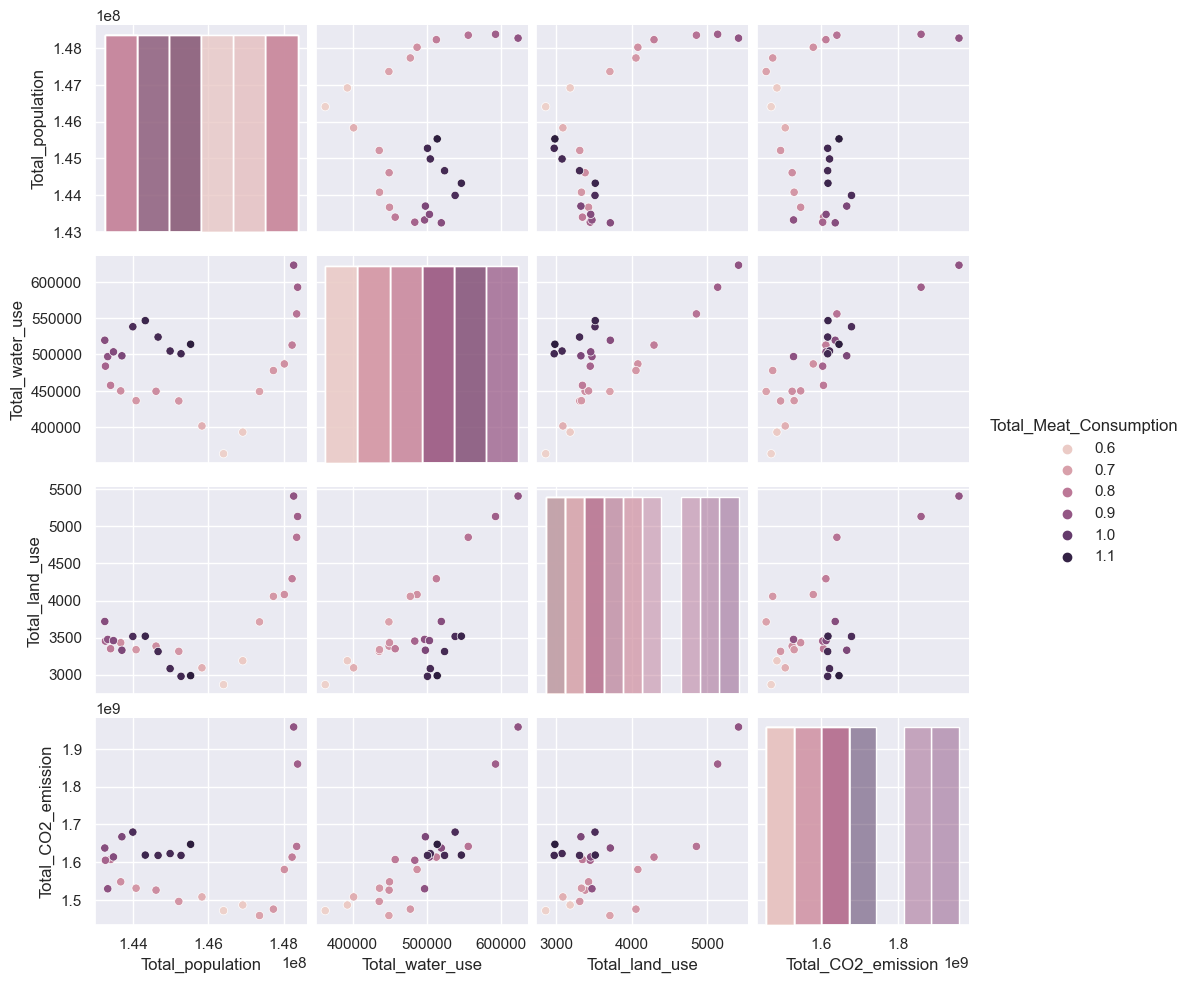 1e8
1.48
1.47
1.46
1.45
1.44
1.43
Total_population
600000
550000
500000
450000
400000
Total_water_use
5500
5000
4500
4000
3500
3000
Total_land_use
1e9
1.9
1.8
1.7
1.6
1.5
Total_CO2_emission
1.44 1.46 1.48
1e8
Total_population
400000 500000 600000
Total_water_use
3000 4000 5000
Total_land_use
1.6 1.8
1e9
Total_CO2_emission
Total_Meat_Consumption
0.6
0.7
0.8
0.9
1.0
1.1